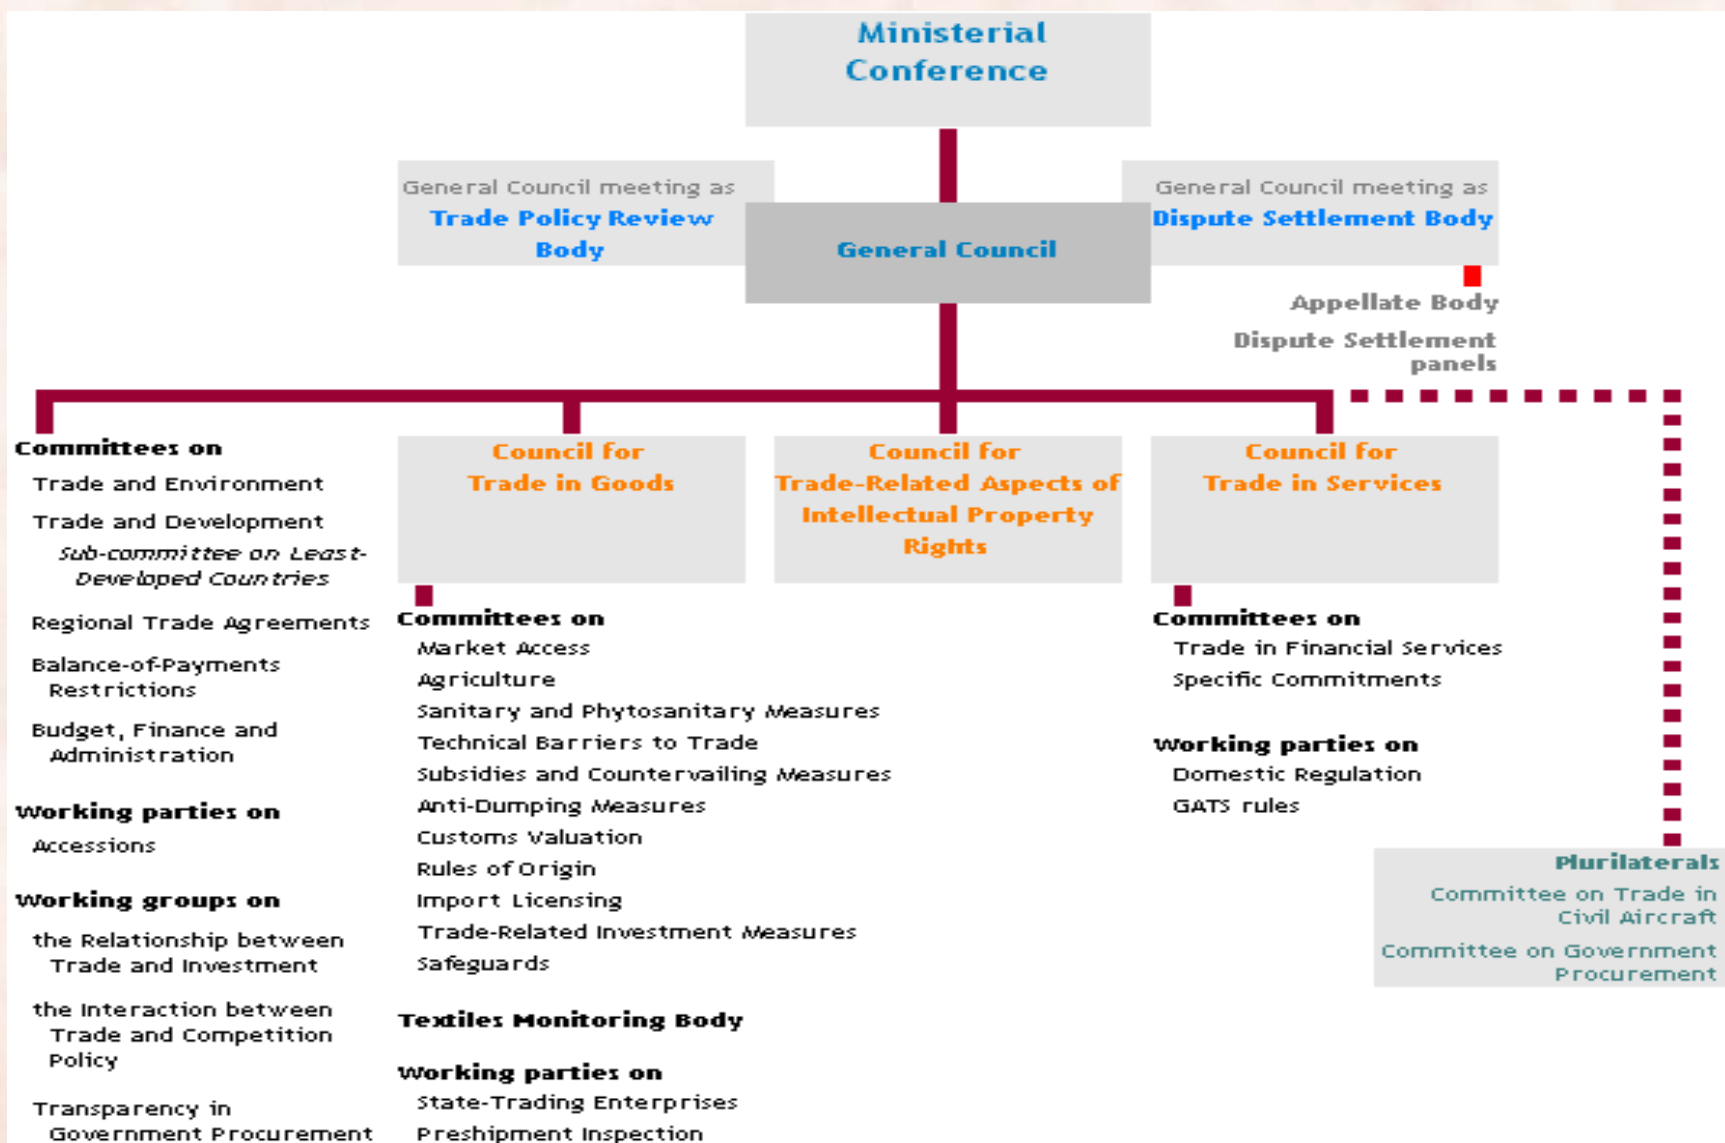 Ministerial
Conference
General Council meeting as
Trade Policy Review
Body
General Council
General Council meeting as
Dispute Settlement Body
Appellate Body
Dispute Settlement
panels
Committees on
Trade and Environment
Trade and Development
Sub-committee on Least-
Developed Countries
Regional Trade Agreements
Balance-of-Payments
Restrictions
Budget, Finance and
Administration
Working parties on
Accessions
Working groups on
the Relationship between
Trade and Investment
the Interaction between
Trade and Competition
Policy
Transparency in
Government Procurement
Council for
Trade in Goods
Committees on
Market Access
Agriculture
Sanitary and Phytosanitary Measures
Technical Barriers to Trade
Subsidies and Countervailing Measures
Anti-Dumping Measures
Customs Valuation
Rules of Origin
Import Licensing
Trade-Related Investment Measures
Safeguards
Textiles Monitoring Body
Working parties on
State-Trading Enterprises
Preshipment Inspection
Council for
Trade-Related Aspects of
Intellectual Property
Rights
Council for
Trade in Services
Committees on
Trade in Financial Services
Specific Commitments
Working parties on
Domestic Regulation
GATS rules
Plurilaterals
Committee on Trade in
Civil Aircraft
Committee on Government
Procurement